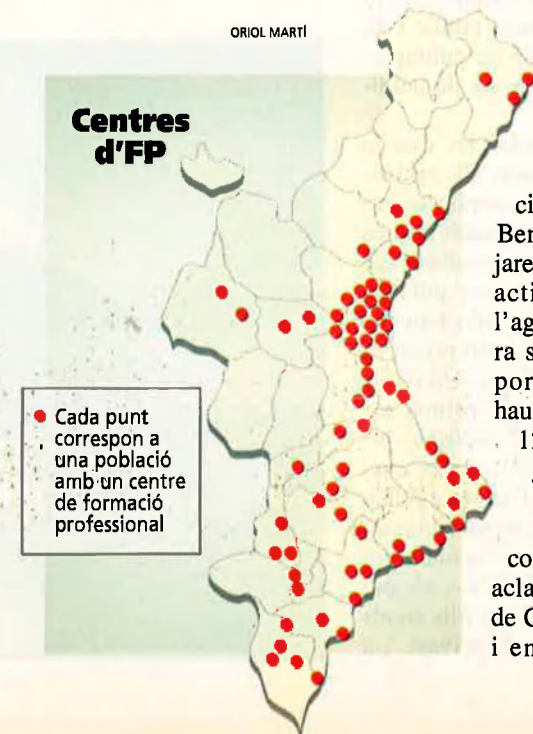 ORIOL MARTÍ
Centres
d'FP
Cada punt
correspon a
una població
amb un centre
de formació
professional
ci
Ber
jare
acti
l'ag
ra s
por
hau
co
acla
de C
i en